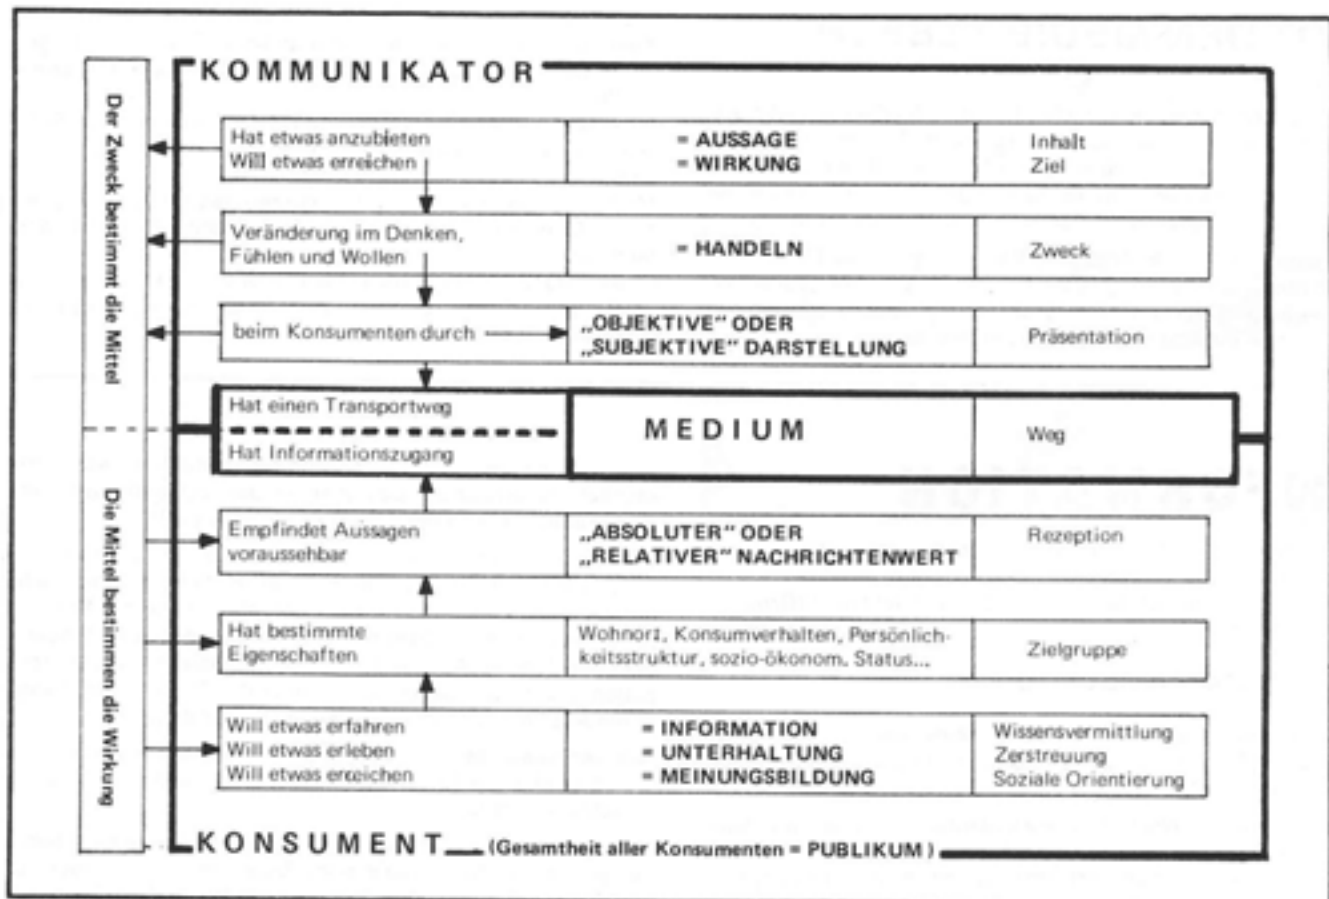 KOMMUNIKATOR
Der Zweck bestimmt die Mittel
Hat etwas anzubieten
Will etwas erreichen
= AUSSAGE
= WIRKUNG
Inhalt
Ziel
Veränderung im Denken,
Fühlen und Wollen
= HANDELN
Zweck
beim Konsumenten durch
„OBJEKTIVE” ODER
„SUBJEKTIVE” DARSTELLUNG
Präsentation
Hat einen Transportweg
Hat Informationszugang
MEDIUM
Weg
Die Mittel bestimmen die Wirkung
Empfindet Aussagen
voraussehbar
„ABSOLUTER” ODER
„RELATIVER” NACHRICHTENWERT
Rezeption
Hat bestimmte
Eigenschaften
Wohnort, Konsumverhalten, Persönlich-
keitsstruktur, sozio-ökonom. Status...
Zielgruppe
Will etwas erfahren
Will etwas erleben
Will etwas erreichen
= INFORMATION
= UNTERHALTUNG
= MEINUNGSBILDUNG
Wissensvermittlung
Zerstreuung
Soziale Orientierung
KONSUMENT (Gesamtheit aller Konsumenten = PUBLIKUM)